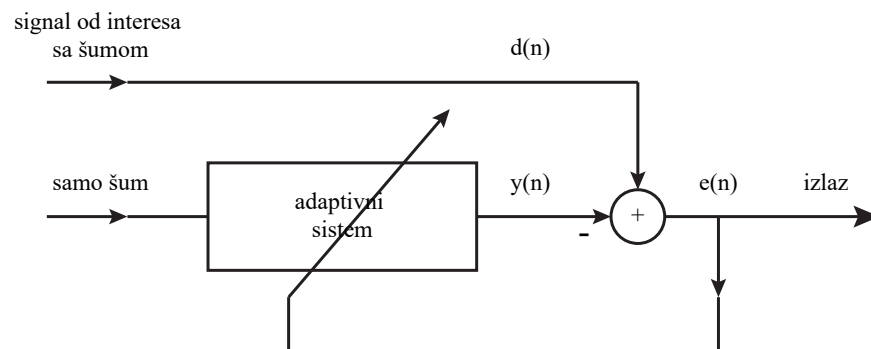 signal od interesa
sa šumom
d(n)
samo šum
adaptivni
sistem
y(n)
-
+
e(n)
izlaz